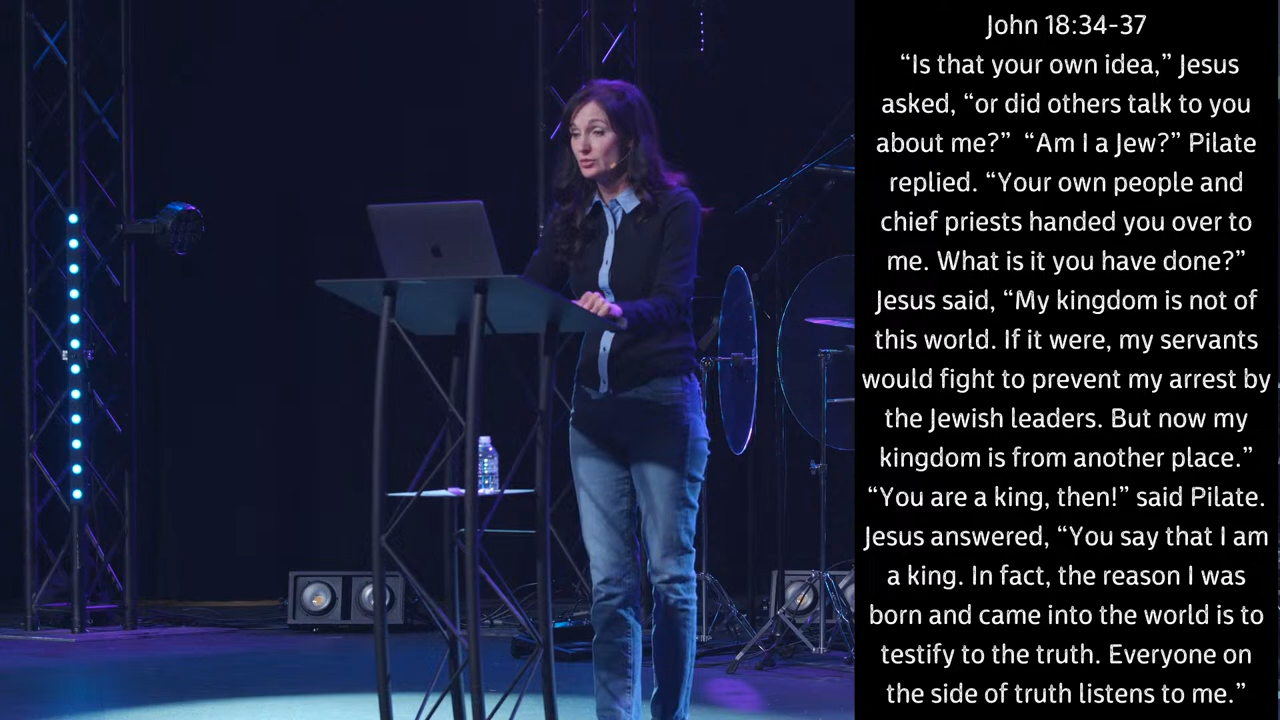 John 18:34-37
“Is that your own idea,” Jesus
asked, “or did others talk to you
about me?”  “Am I a Jew?” Pilate
replied. “Your own people and
chief priests handed you over to
me. What is it you have done?”
Jesus said, “My kingdom is not of
this world. If it were, my servants
would fight to prevent my arrest by
the Jewish leaders. But now my
kingdom is from another place.”
“You are a king, then!” said Pilate.
Jesus answered, “You say that I am
a king. In fact, the reason I was
born and came into the world is to
testify to the truth. Everyone on
the side of truth listens to me.”